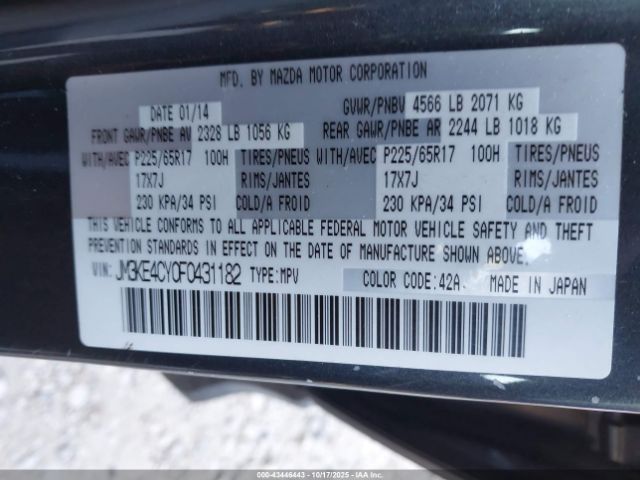 MFD. BY MAZDA MOTOR CORPORATION
DATE 01/14 GVWR/PNBV 4566 LB 2071 KG
FRONT GAWR/PNBE AV 2328 LB 1056 KG REAR GAWR/PNBE AR 2244 LB 1018 KG
WITH/AVEC P225/65R17 100H TIRES/PNEUS WITH/AVEC P225/65R17 100H TIRES/PNEUS
17X7J RIMS/JANTES 17X7J RIMS/JANTES
230 KPA/34 PSI COLD/A FROID 230 KPA/34 PSI COLD/A FROID
THIS VEHICLE CONFORMS TO ALL APPLICABLE FEDERAL MOTOR VEHICLE SAFETY AND THEFT
PREVENTION STANDARDS IN EFFECT ON THE DATE OF MANUFACTURE SHOWN ABOVE.
VIN: JM3KE4CY0F0431182 TYPE:MPV COLOR CODE:42A MADE IN JAPAN
000-43446443 - 10/17/2025 - www.iaai.com